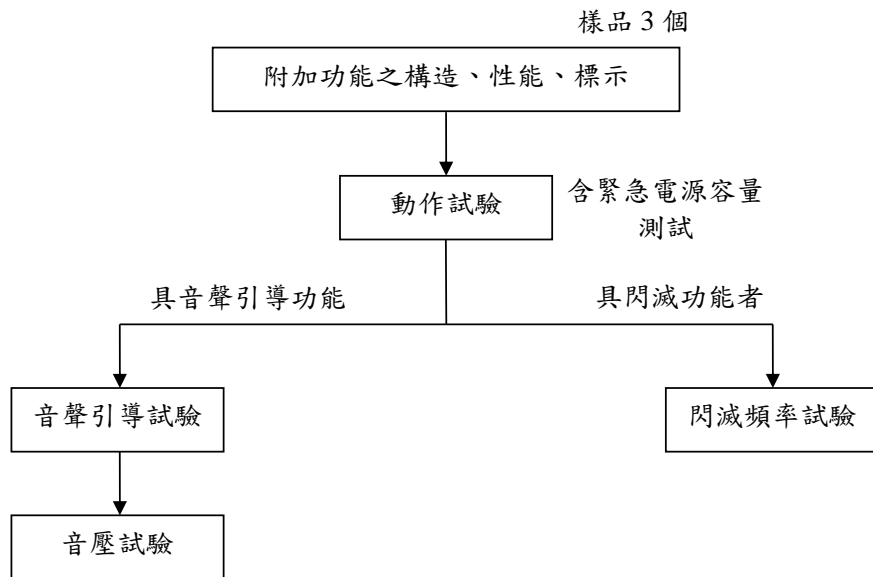 樣品 3 個
附加功能之構造、性能、標示
動作試驗
含緊急電源容量
測試
具音聲引導功能
具閃滅功能者
音聲引導試驗
閃滅頻率試驗
音壓試驗